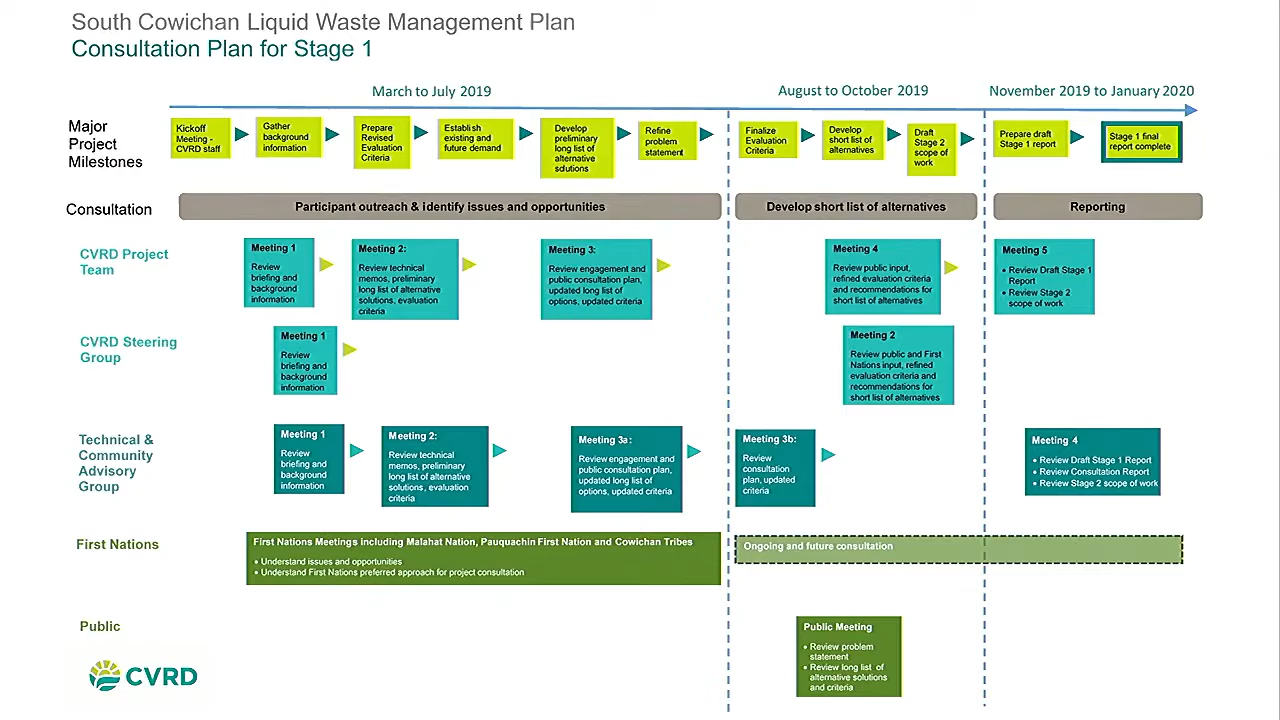 South Cowichan Liquid Waste Management Plan
Consultation Plan for Stage 1
March to July 2019
August to October 2019
November 2019 to January 2020
Major
Project
Milestones
Kickoff
Meeting -
CVRD staff
Gather
background
information
Prepare
Revised
Evaluation
Criteria
Establish
existing and
future demand
Develop
preliminary
long list of
alternative
solutions
Refine
problem
statement
Finalize
Evaluation
Criteria
Develop
short list of
alternatives
Draft
Stage 2
scope of
work
Prepare draft
Stage 1 report
Stage 1 final
report complete
Consultation
Participant outreach & identify issues and opportunities
Develop short list of alternatives
Reporting
CVRD Project
Team
Meeting 1
Review
briefing and
background
information
Meeting 2:
Review technical
memos, preliminary
long list of alternative
solutions, evaluation
criteria
Meeting 3:
Review engagement and
public consultation plan,
updated long list of
options, updated criteria
Meeting 4
Review public input,
refined evaluation criteria
and recommendations for
short list of alternatives
Meeting 5
• Review Draft Stage 1
Report
• Review Stage 2
scope of work
CVRD Steering
Group
Meeting 1
Review
briefing and
background
information
Meeting 2
Review public and First
Nations input, refined
evaluation criteria and
recommendations for
short list of alternatives
Technical &
Community
Advisory
Group
Meeting 1
Review
briefing and
background
information
Meeting 2:
Review technical
memos, preliminary
long list of alternative
solutions, evaluation
criteria
Meeting 3a:
Review engagement and
public consultation plan,
updated long list of
options, updated criteria
Meeting 3b:
Review
consultation
plan, updated
criteria
Meeting 4
• Review Draft Stage 1 Report
• Review Consultation Report
• Review Stage 2 scope of work
First Nations
First Nations Meetings including Malahat Nation, Pauquachin First Nation and Cowichan Tribes
• Understand issues and opportunities
• Understand First Nations preferred approach for project consultation
Ongoing and future consultation
Public
Public Meeting
• Review problem
statement
• Review long list of
alternative solutions
and criteria
CVRD